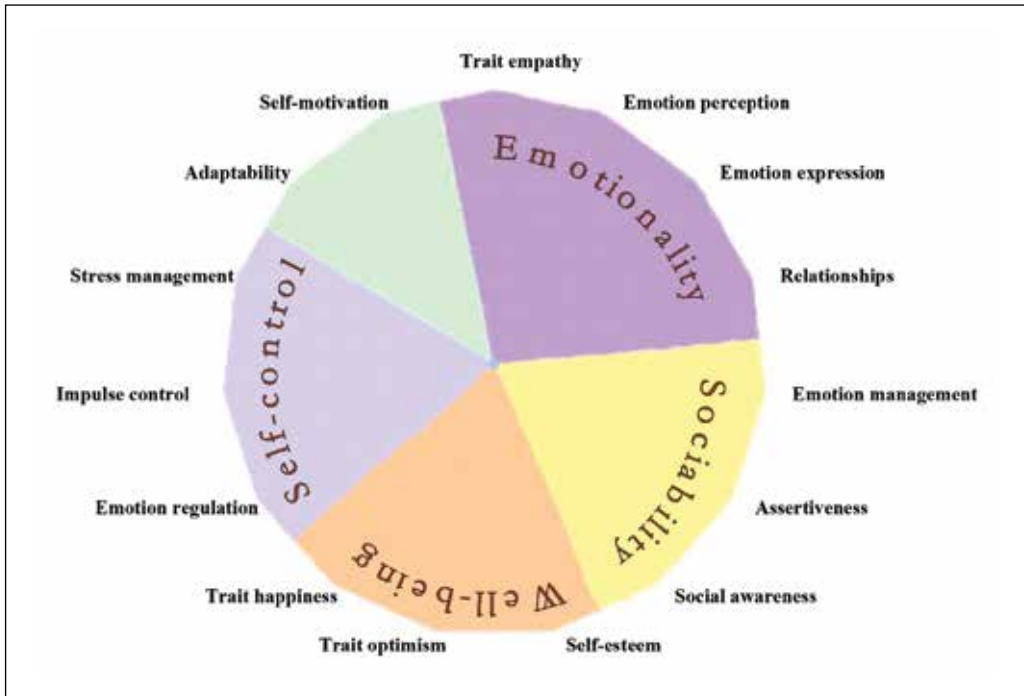 Trait empathy
Self-motivation
Emotion perception
Emotionality
Adaptability
Emotion expression
Stress management
Relationships
Self-control
Impulse control
Emotion management
Sociability
Emotion regulation
Assertiveness
Well-being
Trait happiness
Social awareness
Trait optimism
Self-esteem